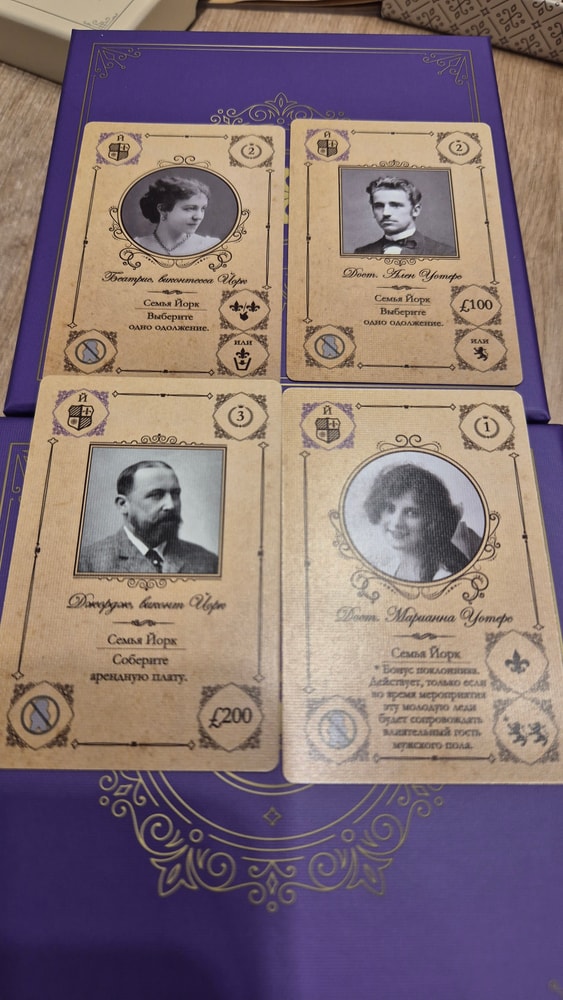 Й
2
Беатрис, виконтесса Йорк
Семья Йорк
Выберите
одно одолжение.
или
Й
2
Дост. Ален Уотерс
Семья Йорк
Выберите
одно одолжение.
£100
или
Й
3
Джордж, виконт Йорк
Семья Йорк
Соберите
арендную плату.
£200
Й
1
Дост. Марианна Уотерс
Семья Йорк
* Бонус поклонника.
Действует, только если
во время мероприятия
эту молодую леди
будет сопровождать
влиятельный гость
мужского пола.
*